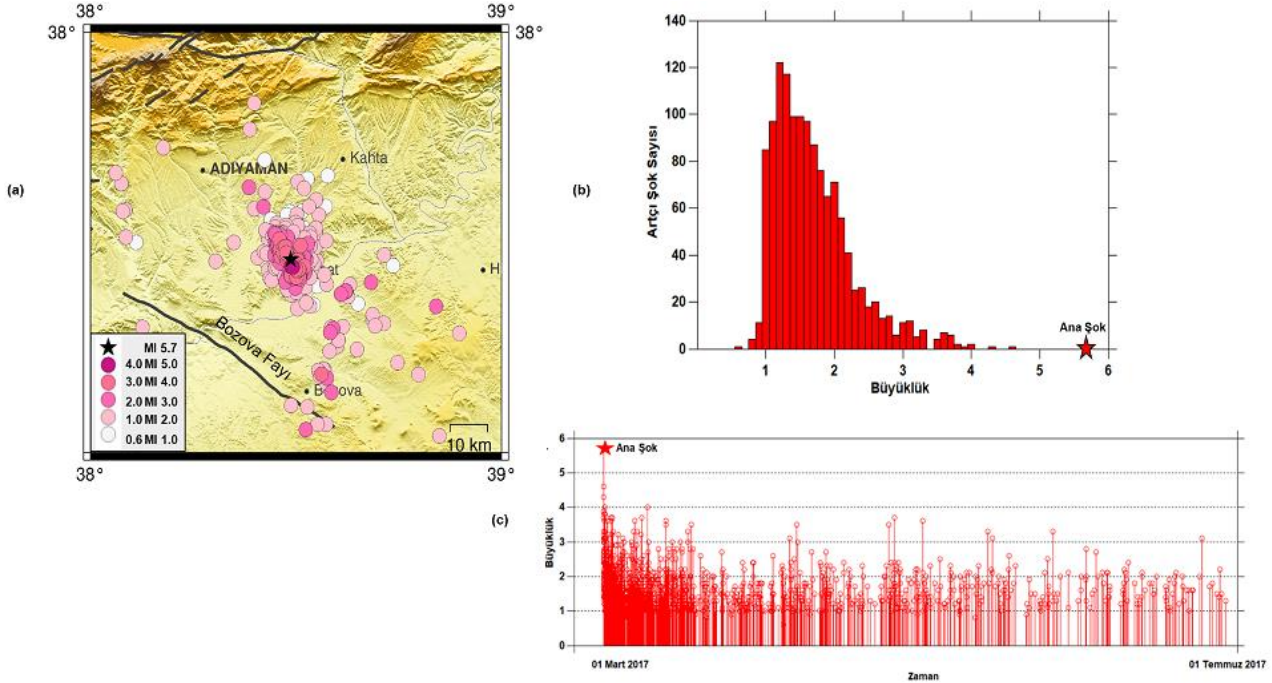 38°
39°
38°
38°
(a)
ADIYAMAN
Kahta
at
H
Bozova Fayı
B ova
Ml 5.7
4.0 Ml 5.0
3.0 Ml 4.0
2.0 Ml 3.0
1.0 Ml 2.0
0.6 Ml 1.0
10 km
38°
39°
(b)
Artçı Şok Sayısı
140
120
100
80
60
40
20
0
Ana Şok
1
2
3
4
5
6
Büyüklük
(c)
Büyüklük
6
5
4
3
2
1
0
Ana Şok
01 Mart 2017
01 Temmuz 2017
Zaman